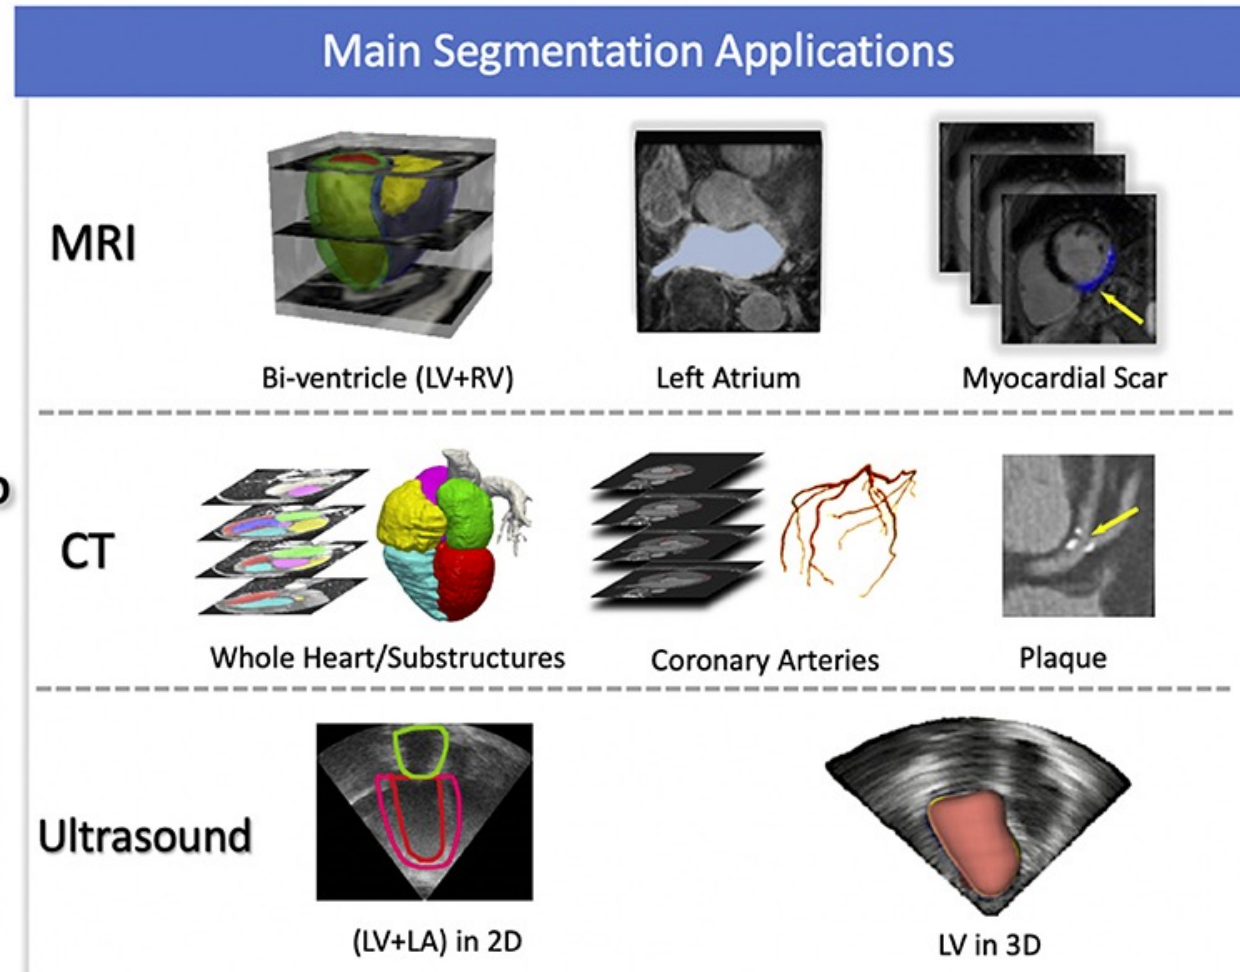 Main Segmentation Applications
MRI
Bi-ventricle (LV+RV)
Left Atrium
Myocardial Scar
CT
Whole Heart/Substructures
Coronary Arteries
Plaque
Ultrasound
(LV+LA) in 2D
LV in 3D